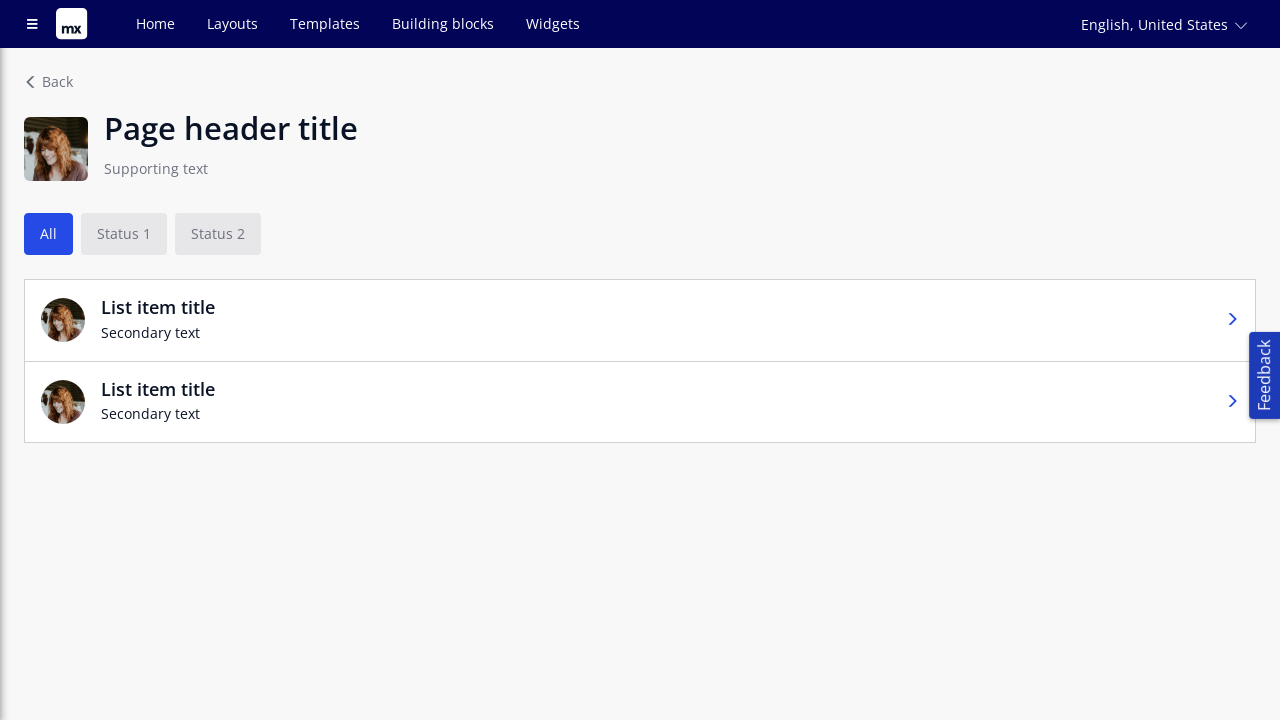 mx
Home
Layouts
Templates
Building blocks
Widgets
English, United States
Back
Page header title
Supporting text
All
Status 1
Status 2
List item title
Secondary text
List item title
Secondary text
Feedback